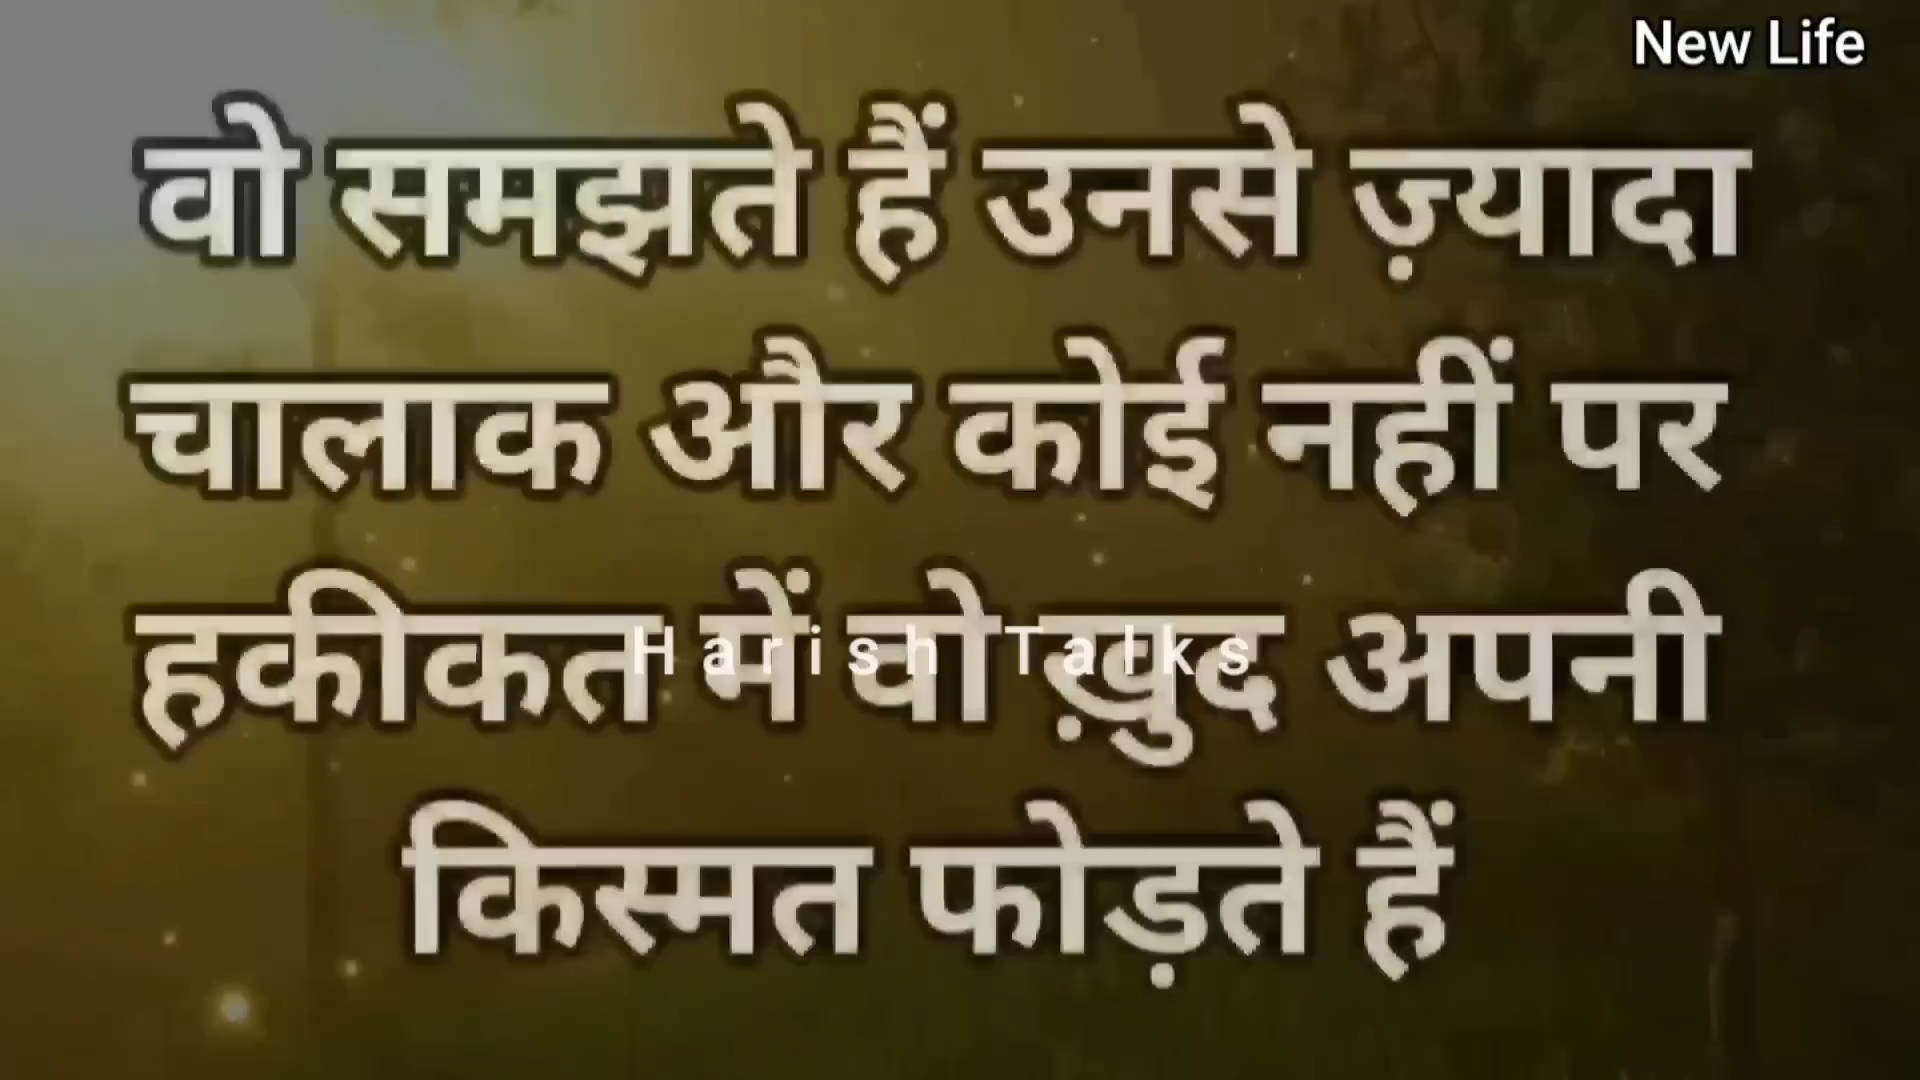 New Life
वो समझते हैं उनसे ज़्यादा
चालाक और कोई नहीं पर
हकीकत में वो ख़ुद अपनी
Harish Talks
किस्मत फोड़ते हैं